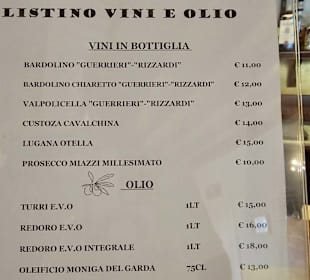 LISTINO VINI E OLIO
VINI IN BOTTIGLIA
BARDOLINO "GUERRIERI"-"RIZZARDI" € 11,00
BARDOLINO CHIARETTO "GUERRIERI"-"RIZZARDI" € 12,00
VALPOLICELLA "GUERRIERI"-"RIZZARDI" € 13,00
CUSTOZA CAVALCHINA € 14,00
LUGANA OTELLA € 15,00
PROSECCO MIAZZI MILLESIMATO € 10,00
OLIO
TURRI E.V.O 1LT € 15,00
REDORO E.V.O 1LT € 16,00
REDORO E.V.O INTEGRALE 1LT € 18,00
OLEIFICIO MONIGA DEL GARDA 75CL € 13,00